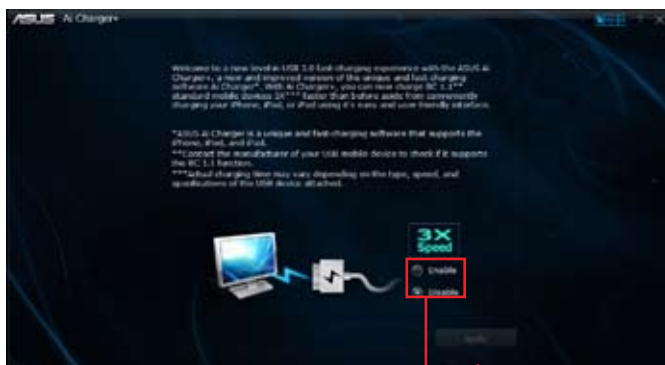 ASUS Ai Charger+
Welcome to a new level in USB 3.0 fast-charging experience with the ASUS Ai
Charger+, a new and improved version of the unique and fast-charging
software Ai Charger*. With Ai Charger+, you can now charge BC 1.1**
standard mobile devices 3X*** faster than before aside from conveniently
charging your iPhone, iPod, or iPad using it's easy and user-friendly interface.
*ASUS Ai Charger is a unique and fast-charging software that supports the
iPhone, iPod, and iPad.
**Contact the manufacturer of your USB mobile device to check if it supports
the BC 1.1 function.
***Actual charging time may vary depending on the type, speed, and
specifications of the USB device attached.
3X
Speed
Enable
Disable
Apply